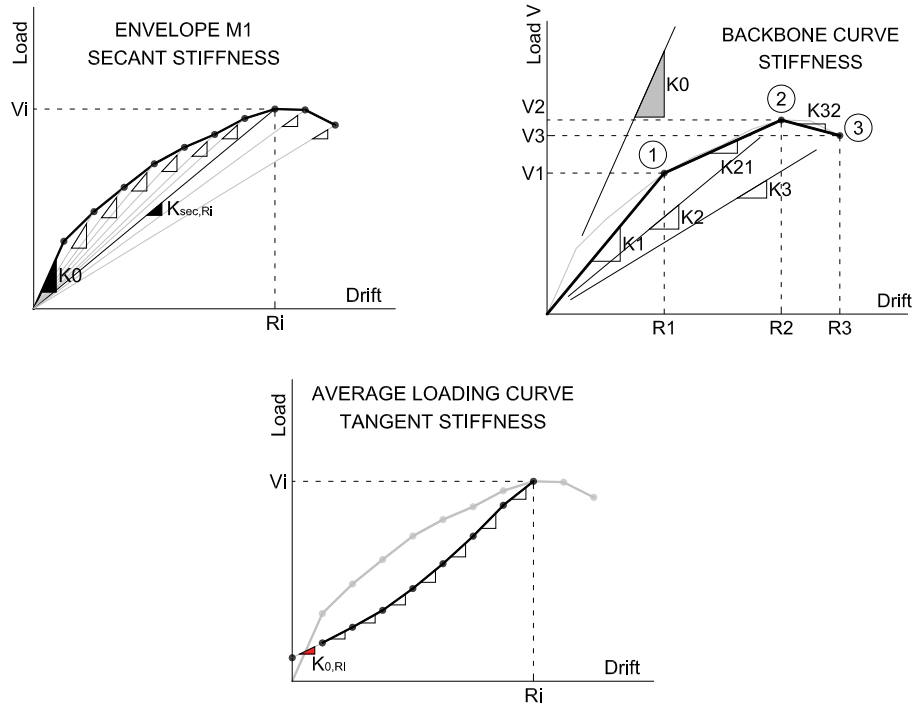 ENVELOPE M1
SECANT STIFFNESS
Load
Vi
Ksec,Ri
K0
Drift
Ri
BACKBONE CURVE
STIFFNESS
Load V
K0
V2
V3
V1
1
2
3
K32
K21
K3
K2
K1
Drift
R1
R2
R3
AVERAGE LOADING CURVE
TANGENT STIFFNESS
Load
Vi
K0,RI
Drift
Ri